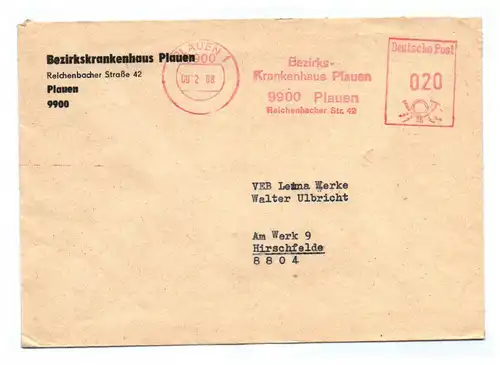 Bezirkskrankenhaus Plauen
Reichenbacher Straße 42
Plauen
9900
PLAUEN 1
9900
Bezirks-
Krankenhaus Plauen
9900 Plauen
Reichenbacher Str. 42
Deutsche Post
020
VEB Leuna Werke
Walter Ulbricht
Am Werk 9
Hirschfelde
8804